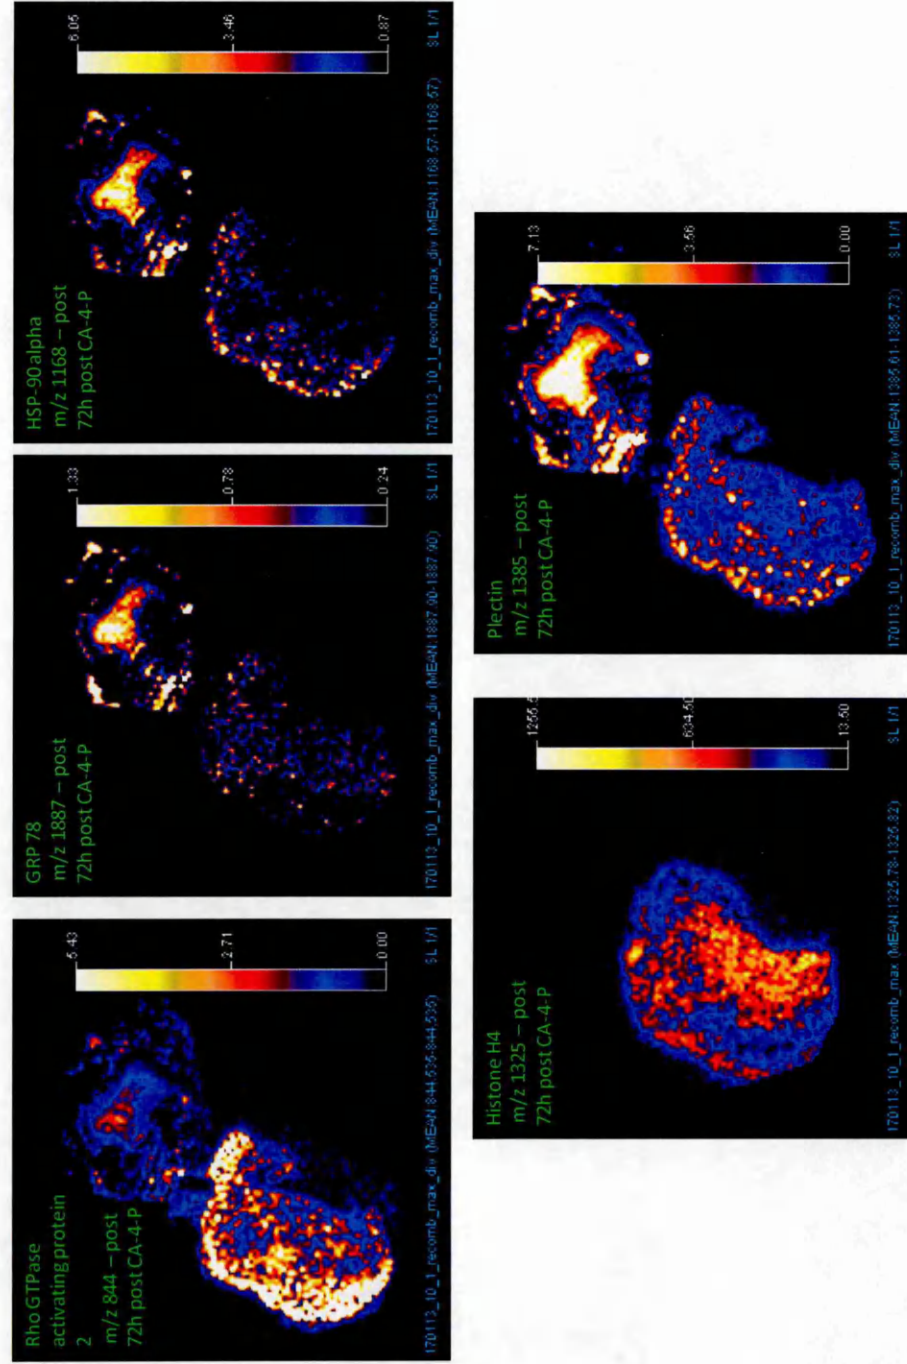 Rho GTPase
activating protein
2
m/z 844 – post
72h post CA-4-P
5.43
2.71
0.00
170113_10_1_recomb_max_div (MEAN:844.535-844.535)
SL 1/1
GRP 78
m/z 1887 – post
72h post CA-4-P
1.33
0.78
0.24
170113_10_1_recomb_max_div (MEAN:1887.90-1887.90)
SL 1/1
HSP-90alpha
m/z 1168 – post
72h post CA-4-P
6.05
3.46
0.87
170113_10_1_recomb_max_div (MEAN:1168.57-1168.57)
SL 1/1
Histone H4
m/z 1325 – post
72h post CA-4-P
1255.5
634.50
13.50
170113_10_1_recomb_max (MEAN:1325.78-1325.82)
SL 1/1
Plectin
m/z 1385 – post
72h post CA-4-P
7.13
3.56
0.00
170113_10_1_recomb_max_div (MEAN:1385.61-1385.73)
SL 1/1